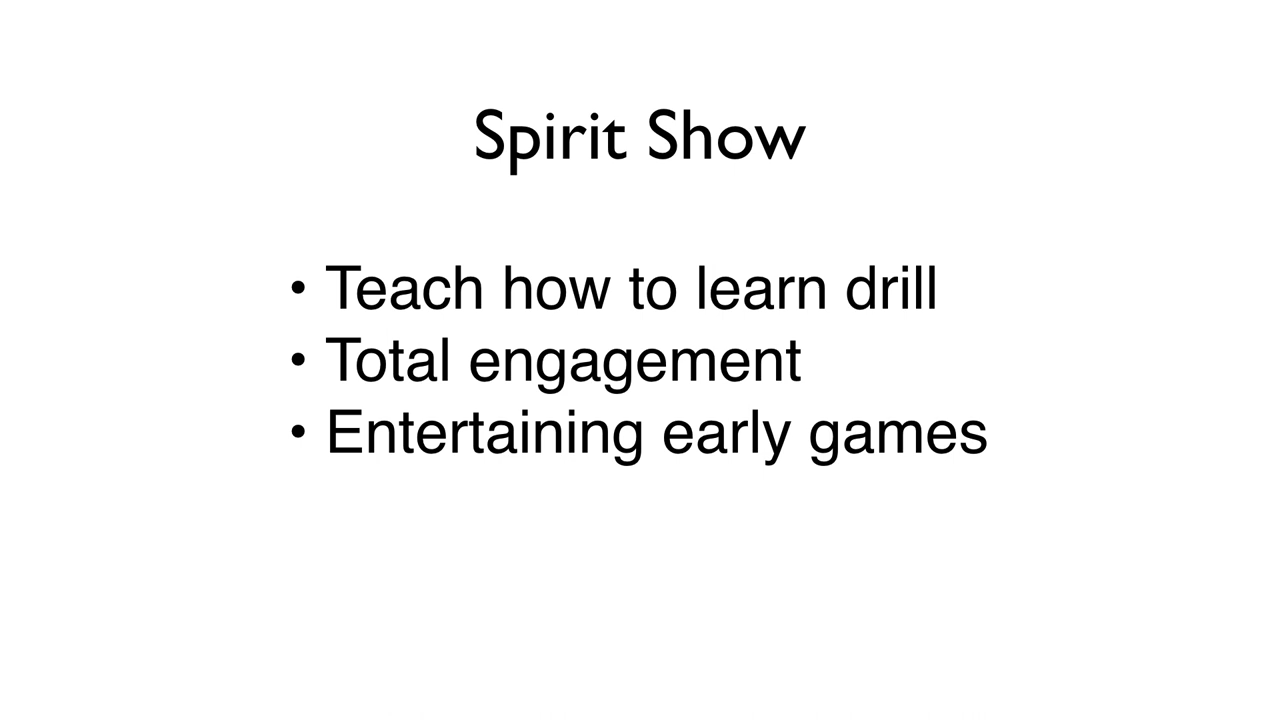 Spirit Show
• Teach how to learn drill
• Total engagement
• Entertaining early games